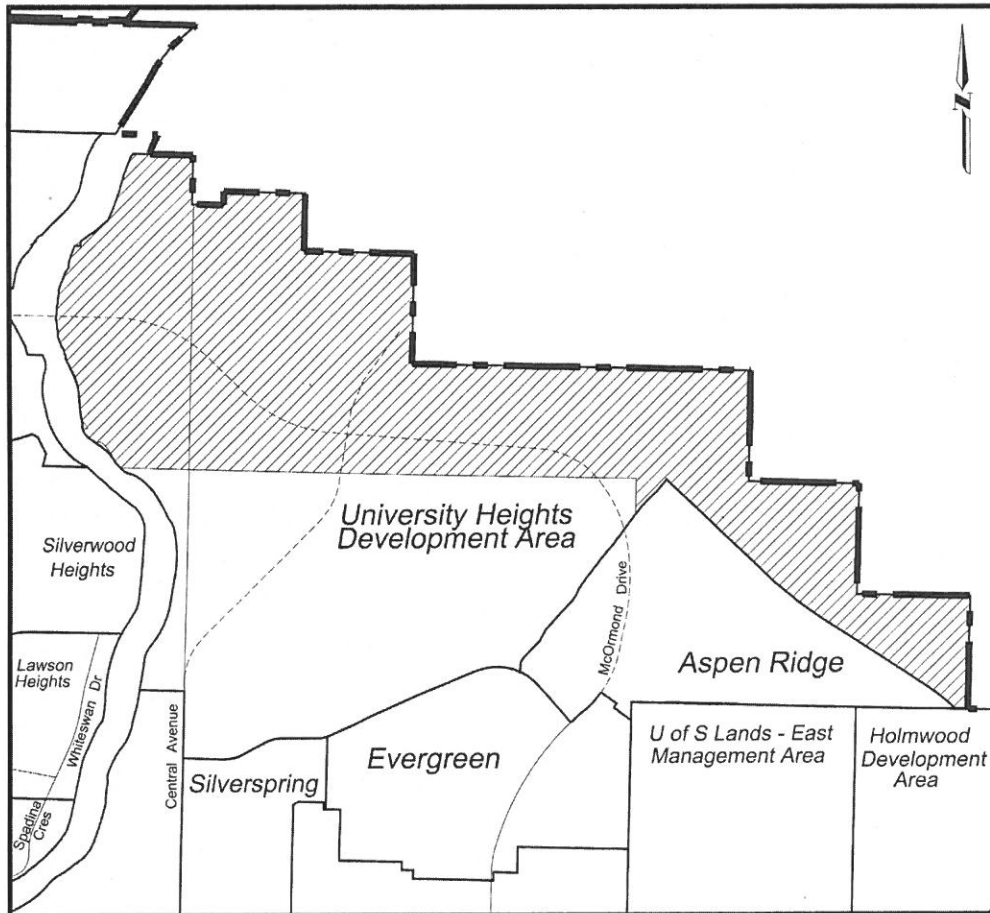 N
University Heights
Development Area
Silverwood
Heights
McOrmond Drive
Lawson
Heights
Whiteswan Dr
Aspen Ridge
Central Avenue
U of S Lands - East
Management Area
Holmwood
Development
Area
Evergreen
Silverspring
Spadina
Cres